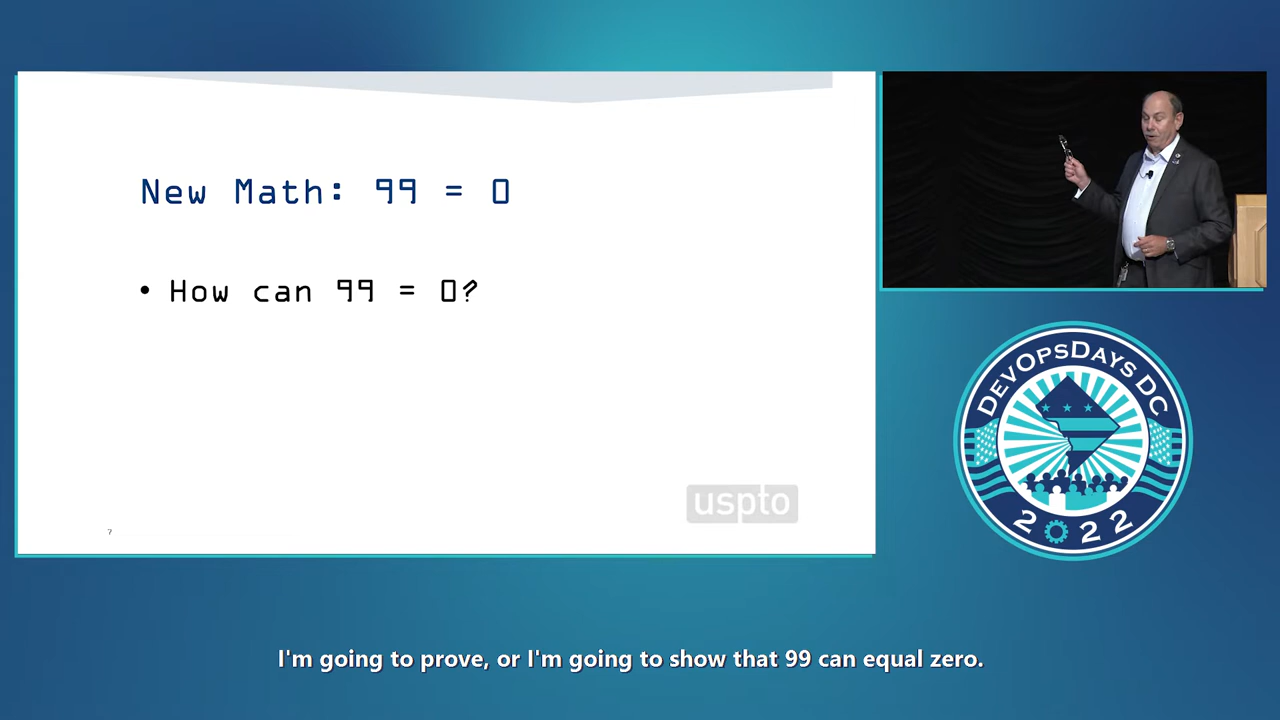 New Math: 99 = 0
• How can 99 = 0?
uspto
7
DEVOPSDAYS DC
2022
I'm going to prove, or I'm going to show that 99 can equal zero.